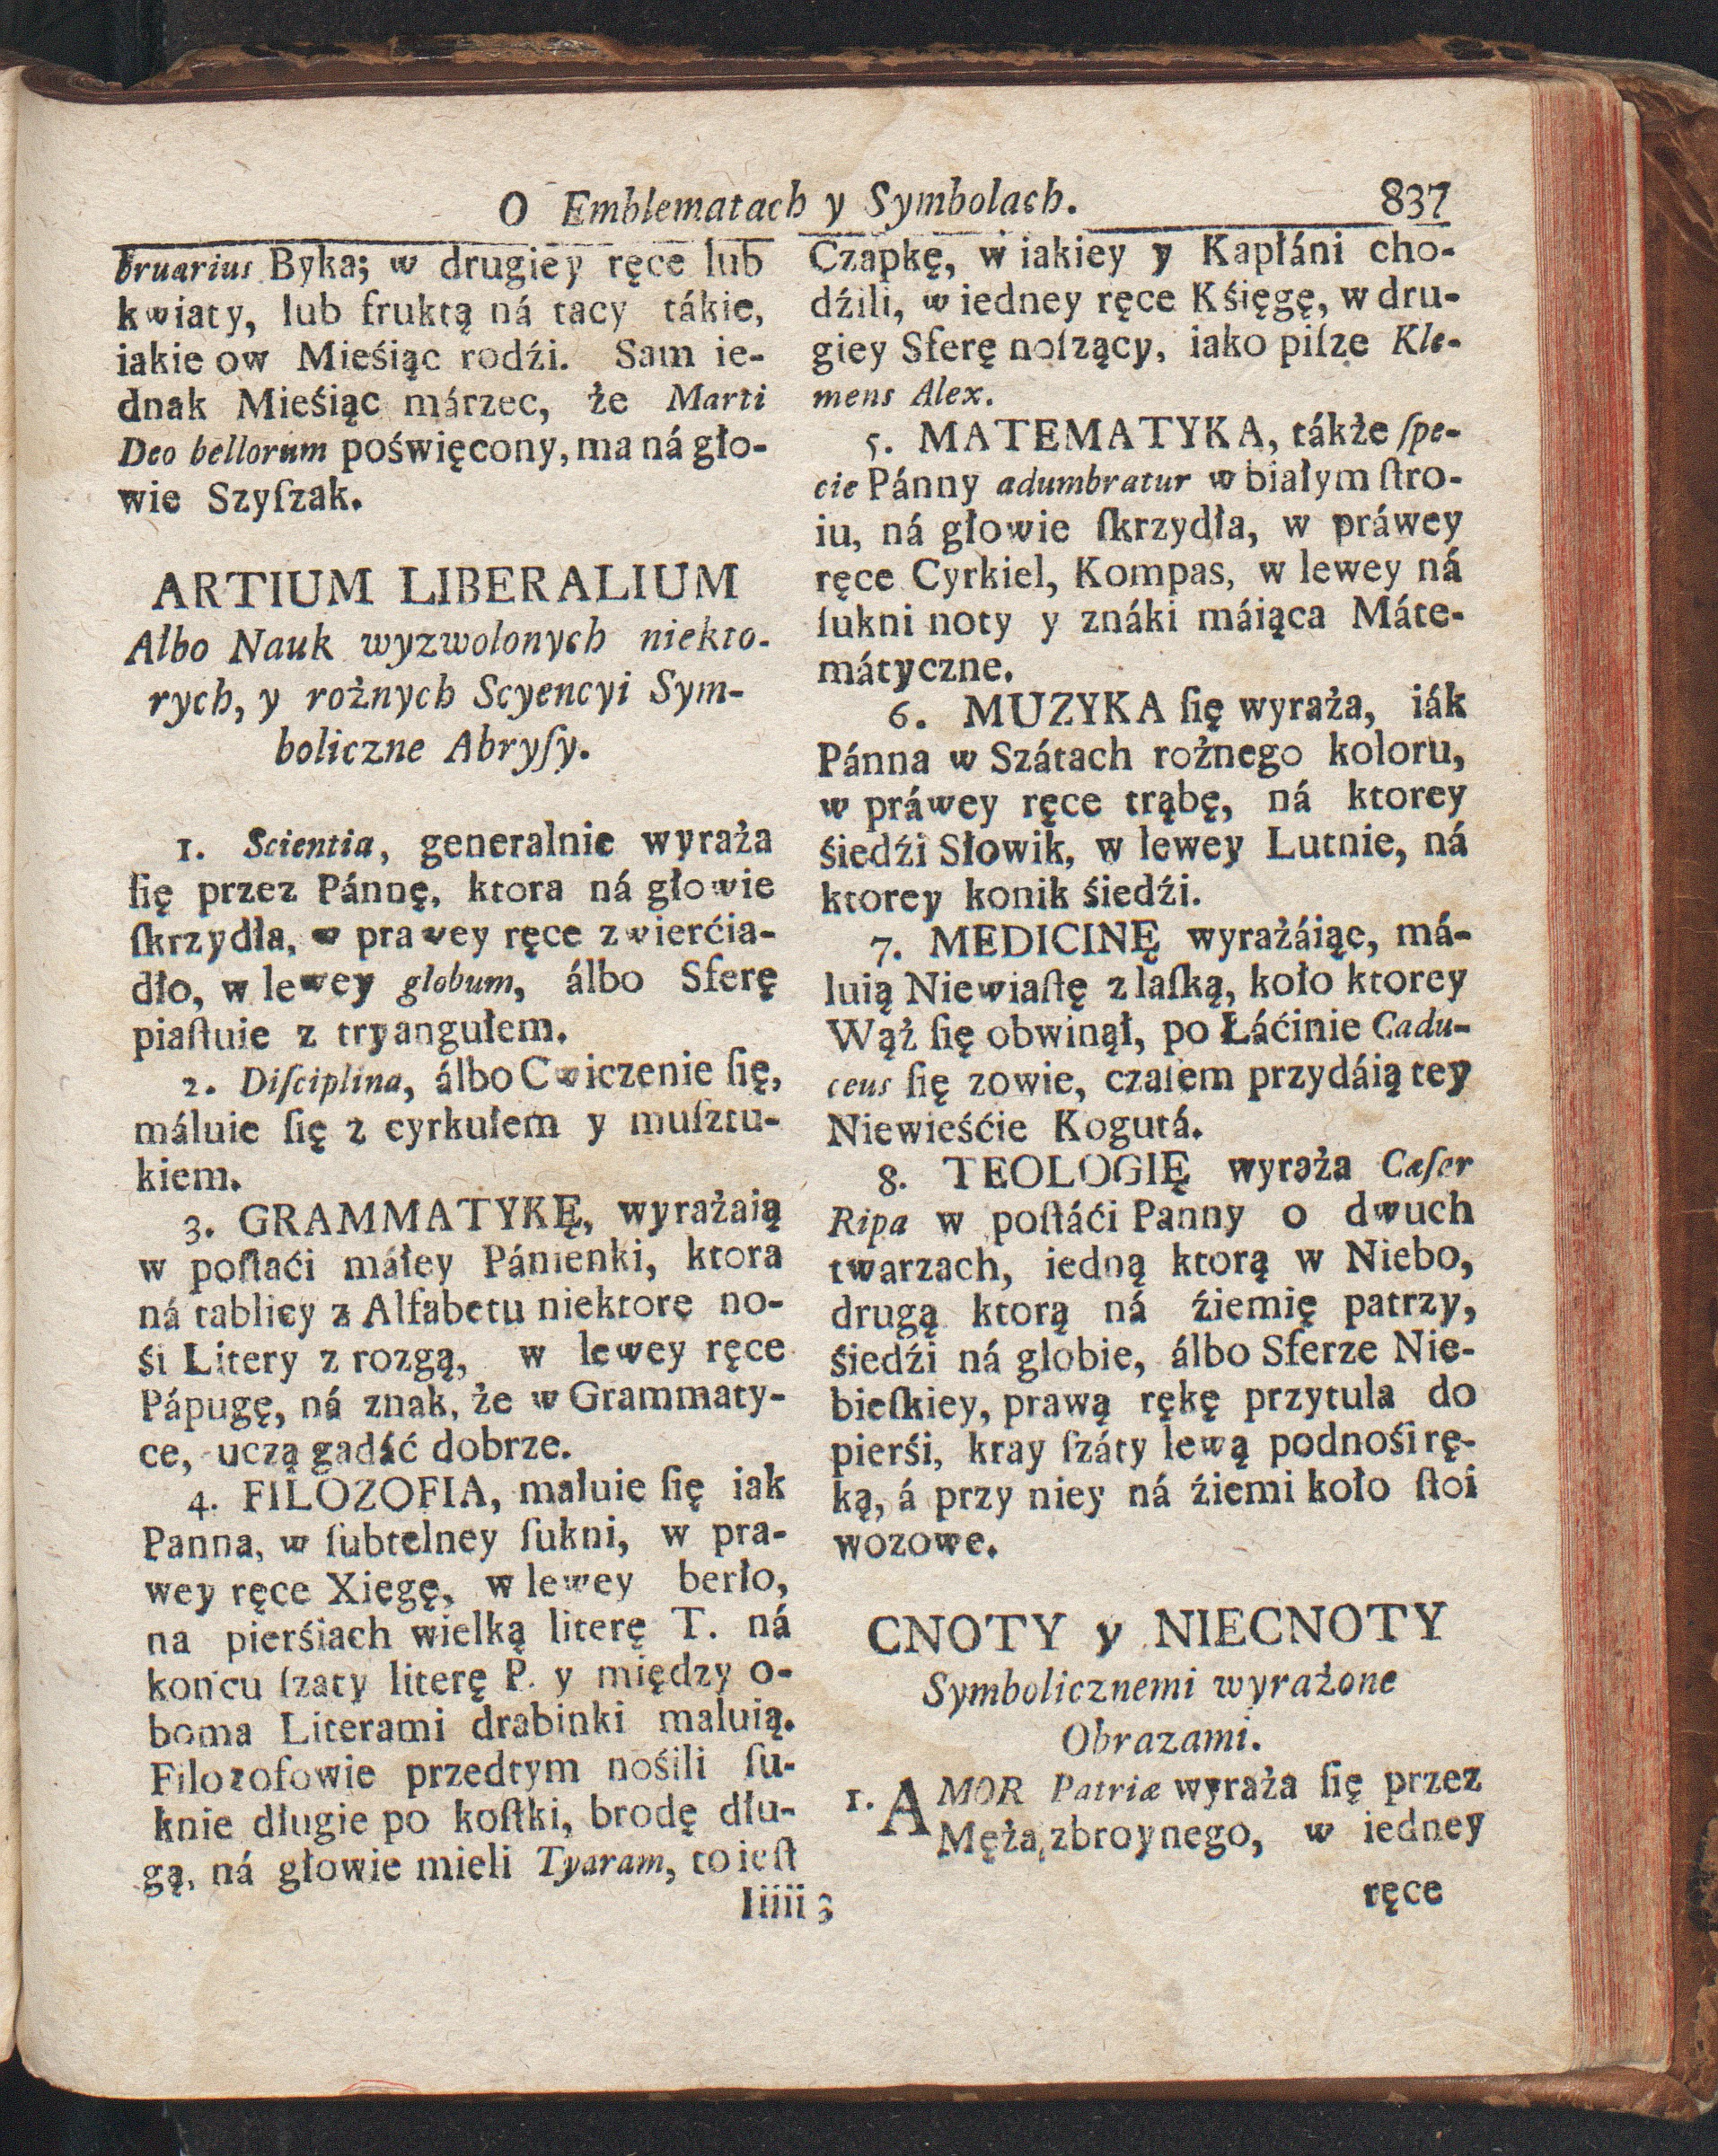 O Emblematach y Symbolach. 837
bruarius Byka; w drugiey ręce lub
kwiaty, lub fruktą ná tacy tákie,
iakie ow Mieśiąc rodźi. Sam ie-
dnak Mieśiąc márzec, że Marti
Deo bellorum poświęcony, ma ná gło-
wie Szyſzak.
ARTIUM LIBERALIUM
Albo Nauk wyzwolonych niekto-
rych, y rożnych Scyencyi Sym-
boliczne Abryſy.
1. Scientia, generalnie wyraża
ſię przez Pánnę, ktora ná głowie
ſkrzydła, w prawey ręce zwierćia-
dło, w lewey globum, álbo Sferę
piaſtuie z tryangułem.
2. Diſciplina, álbo Cwiczenie ſię,
máluie ſię z cyrkułem y muſztu-
kiem.
3. GRAMMATYKĘ, wyrażaią
w poſtaći máłey Pánienki, ktora
ná tablicy z Alfabetu niektorę no-
śi Litery z rozgą, w lewey ręce
Pápugę, ná znak, że w Grammaty-
ce, uczą gadáć dobrze.
4. FILOZOFIA, maluie ſię iak
Panna, w ſubtelney ſukni, w pra-
wey ręce Xięgę, w lewey berło,
na pierśiach wielką literę T. ná
końcu ſzaty literę P. y między o-
boma Literami drabinki maluią.
Filozofowie przedtym nośili ſu-
knie długie po koſtki, brodę dłu-
gą, ná głowie mieli Tyaram, to ieſt
Iiiii 3
Czapkę, w iakiey y Kapłáni cho-
dźili, w iedney ręce Kśięgę, w dru-
giey Sferę noſzący, iako piſze Kle-
mens Alex.
5. MATEMATYKA, tákże ſpe-
cie Pánny adumbratur w białym ſtro-
iu, ná głowie ſkrzydła, w práwey
ręce Cyrkiel, Kompas, w lewey ná
ſukni noty y znáki máiąca Máte-
mátyczne.
6. MUZYKA ſię wyraża, iák
Pánna w Szátach rożnego koloru,
w práwey ręce trąbę, ná ktorey
śiedźi Słowik, w lewey Lutnie, ná
ktorey konik śiedźi.
7. MEDICINĘ wyrażáiąc, má-
luią Niewiaſtę z laſką, koło ktorey
Wąż ſię obwinął, po Łáćinie Cadu-
ceus ſię zowie, czaſem przydáią tey
Niewieśćie Kogutá.
8. TEOLOGIĘ wyraża Cæſar
Ripa w poſtáći Panny o dwuch
twarzach, iedną ktorą w Niebo,
drugą ktorą ná źiemię patrzy,
śiedźi ná globie, álbo Sferze Nie-
bieſkiey, prawą rękę przytula do
pierśi, kray ſzáty lewą podnośi rę-
ką, á przy niey ná źiemi koło ſtoi
wozowe.
CNOTY y NIECNOTY
Symbolicznemi wyrażone
Obrazami.
1. AMOR Patriæ wyraża ſię przez
Męża zbroynego, w iedney
ręce